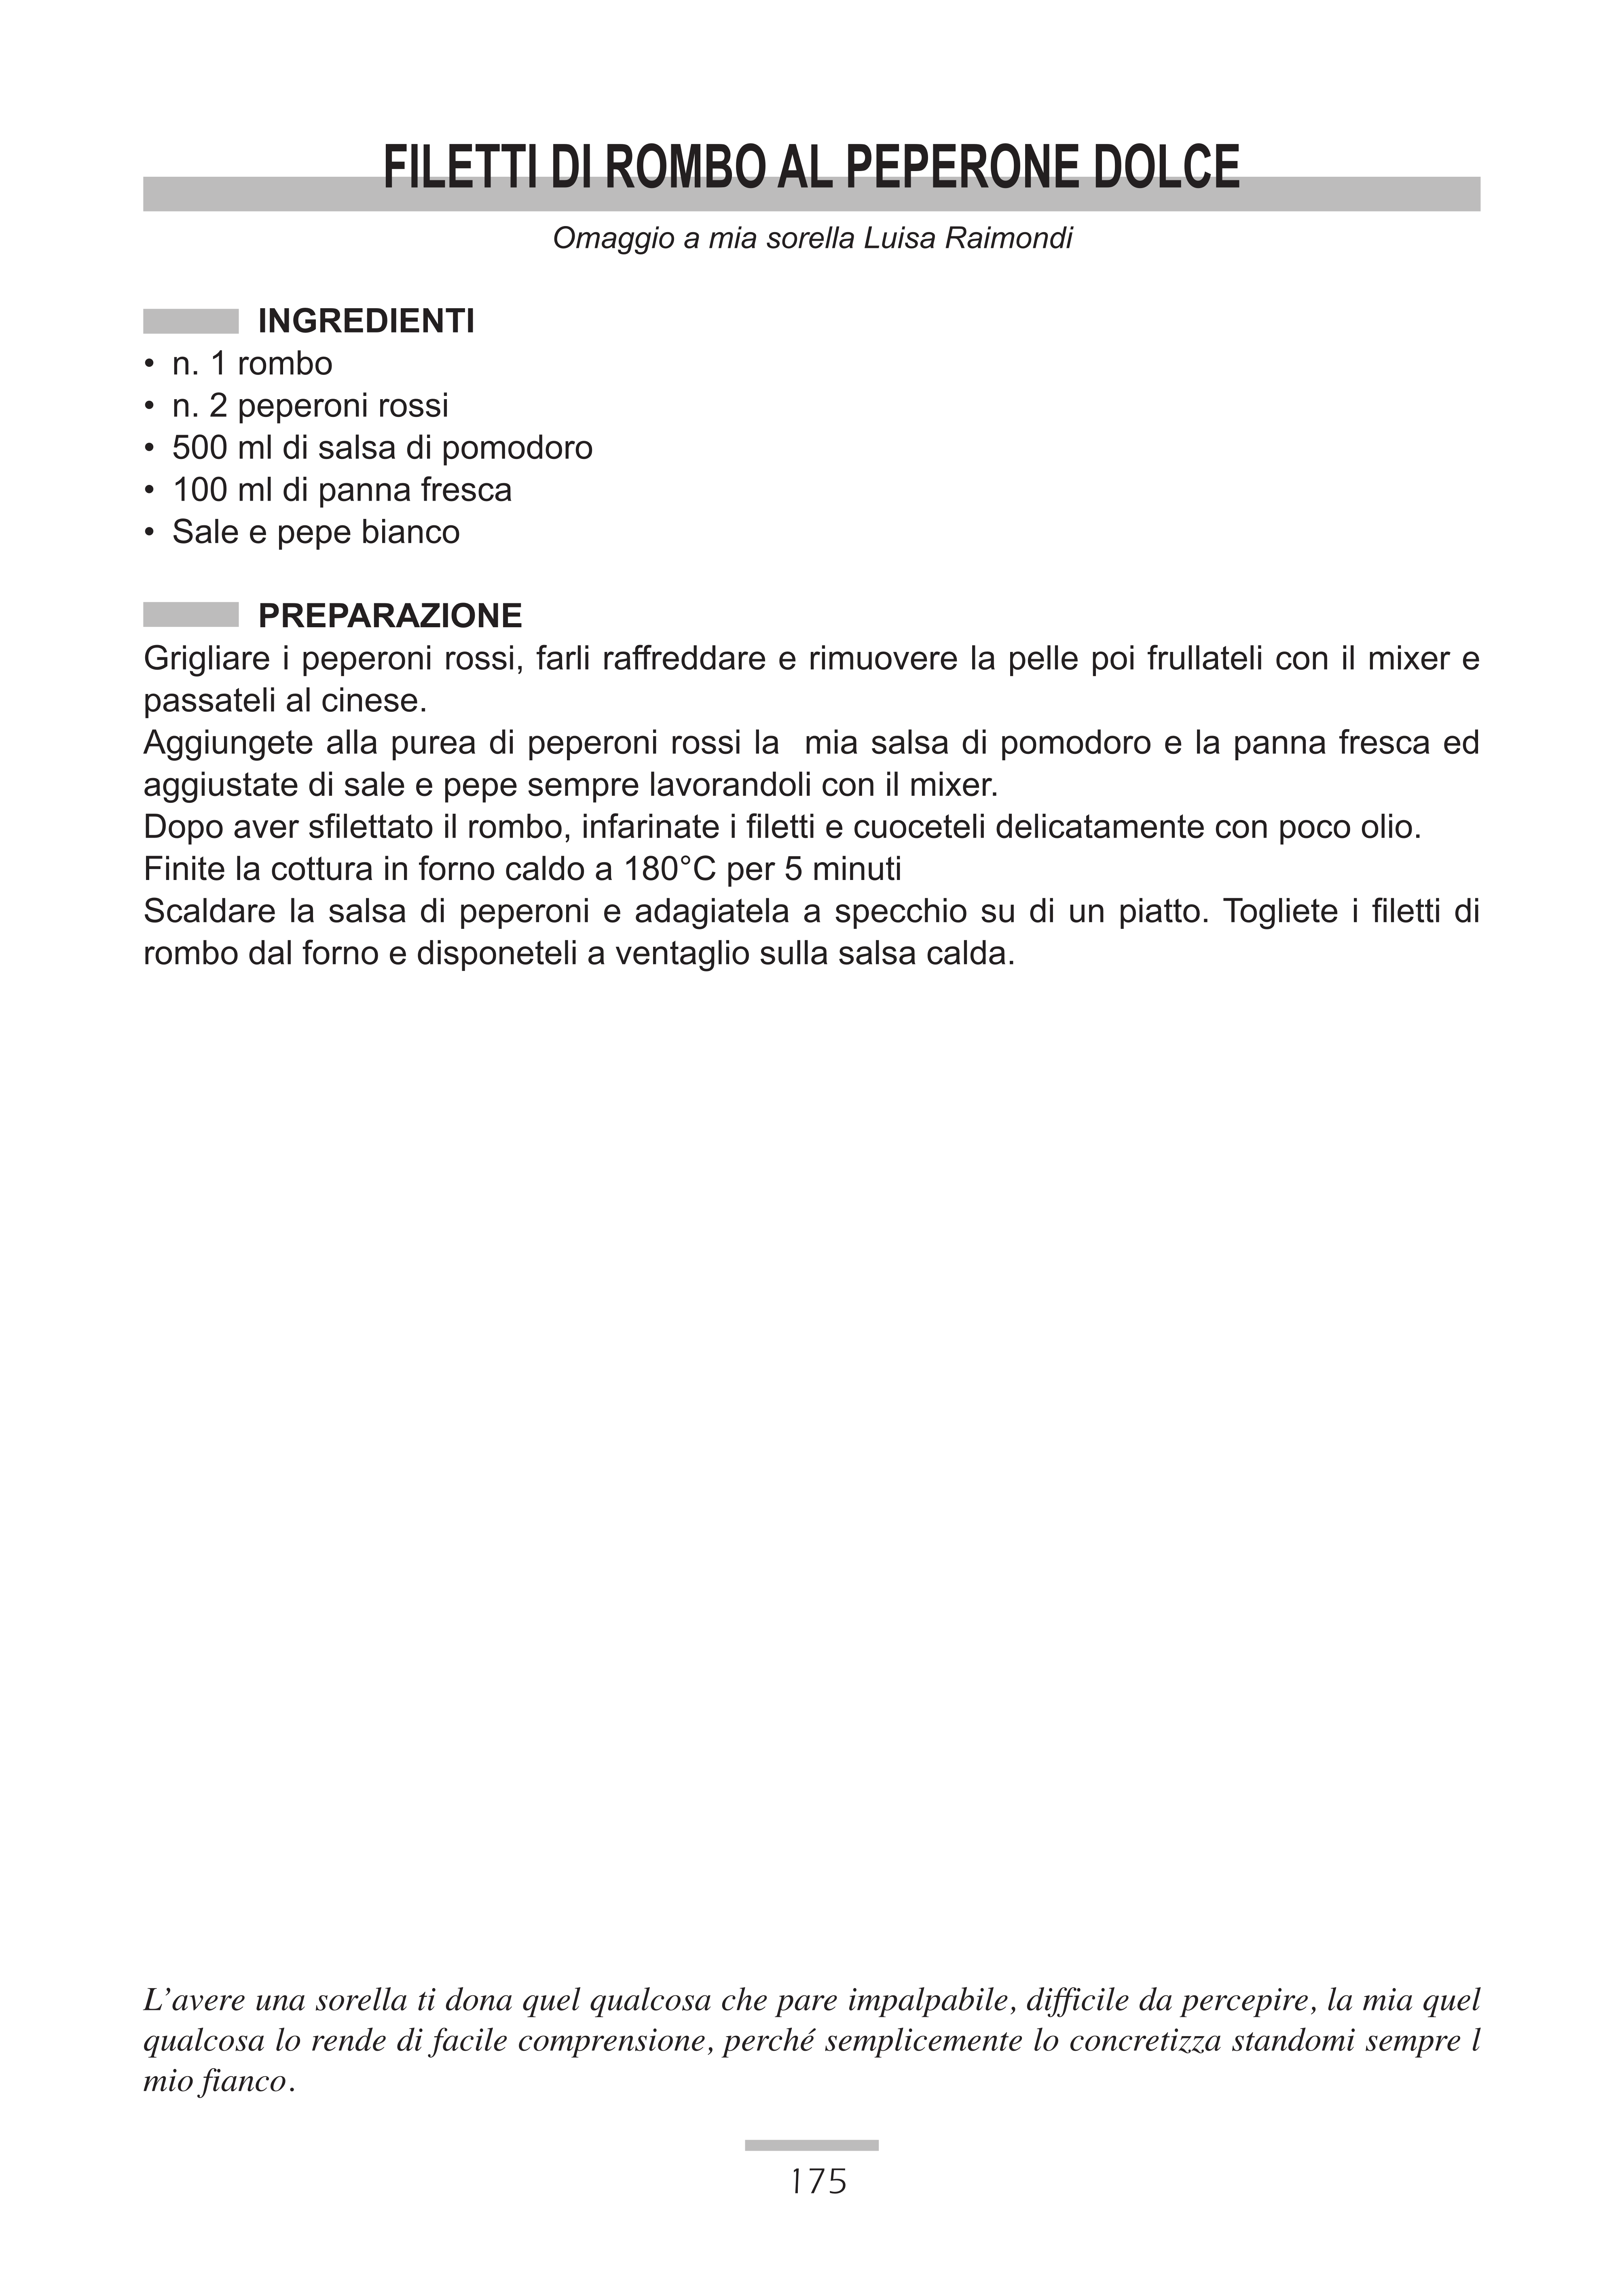 FILETTI DI ROMBO AL PEPERONE DOLCE
Omaggio a mia sorella Luisa Raimondi
INGREDIENTI
• n. 1 rombo
• n. 2 peperoni rossi
• 500 ml di salsa di pomodoro
• 100 ml di panna fresca
• Sale e pepe bianco
PREPARAZIONE
Grigliare i peperoni rossi, farli raffreddare e rimuovere la pelle poi frullateli con il mixer e
passateli al cinese.
Aggiungete alla purea di peperoni rossi la  mia salsa di pomodoro e la panna fresca ed
aggiustate di sale e pepe sempre lavorandoli con il mixer.
Dopo aver sfilettato il rombo, infarinate i filetti e cuoceteli delicatamente con poco olio.
Finite la cottura in forno caldo a 180°C per 5 minuti
Scaldare la salsa di peperoni e adagiatela a specchio su di un piatto. Togliete i filetti di
rombo dal forno e disponeteli a ventaglio sulla salsa calda.
L’avere una sorella ti dona quel qualcosa che pare impalpabile, difficile da percepire, la mia quel
qualcosa lo rende di facile comprensione, perché semplicemente lo concretizza standomi sempre l
mio fianco.
175